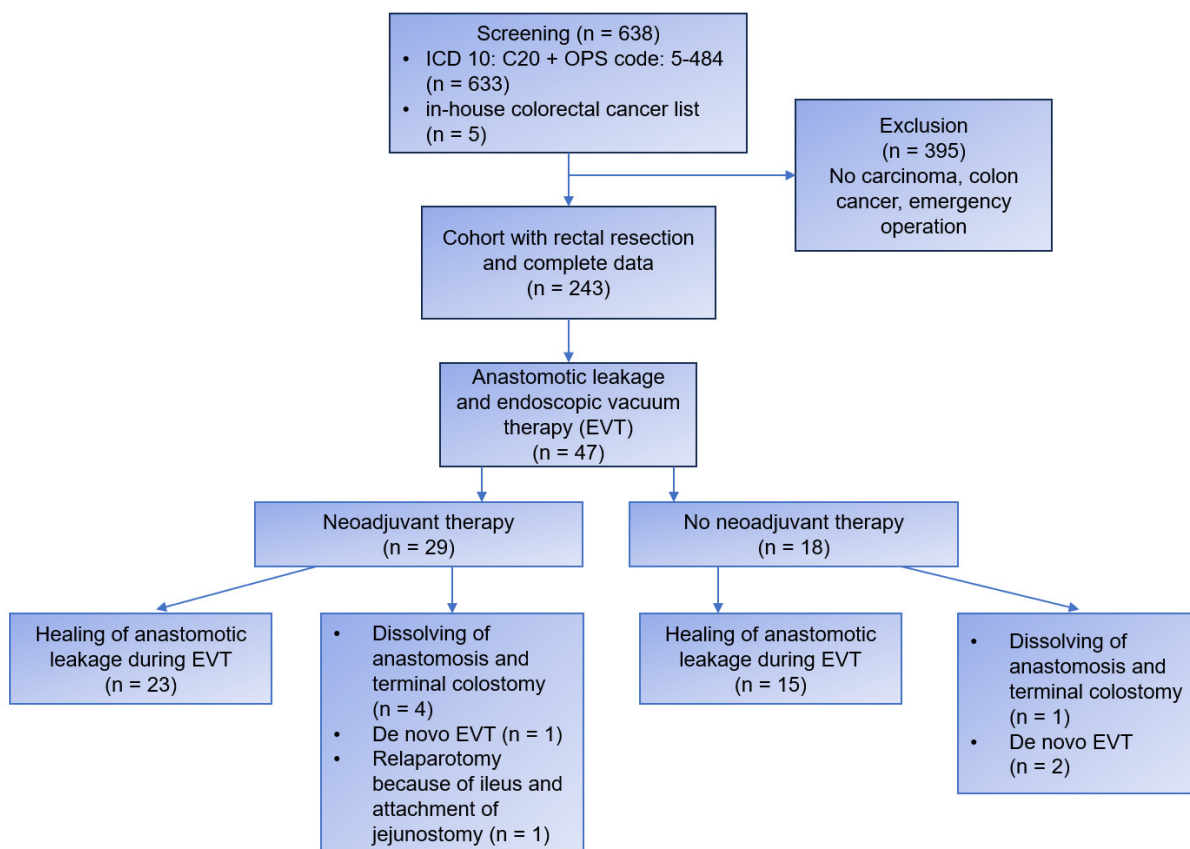 Screening (n = 638)
• ICD 10: C20 + OPS code: 5-484
(n = 633)
• in-house colorectal cancer list
(n = 5)
Exclusion
(n = 395)
No carcinoma, colon
cancer, emergency
operation
Cohort with rectal resection
and complete data
(n = 243)
Anastomotic leakage
and endoscopic vacuum
therapy (EVT)
(n = 47)
Neoadjuvant therapy
(n = 29)
No neoadjuvant therapy
(n = 18)
Healing of anastomotic
leakage during EVT
(n = 23)
• Dissolving of
anastomosis and
terminal colostomy
(n = 4)
• De novo EVT (n = 1)
• Relaparotomy
because of ileus and
attachment of
jejunostomy (n = 1)
Healing of anastomotic
leakage during EVT
(n = 15)
• Dissolving of
anastomosis and
terminal colostomy
(n = 1)
• De novo EVT
(n = 2)